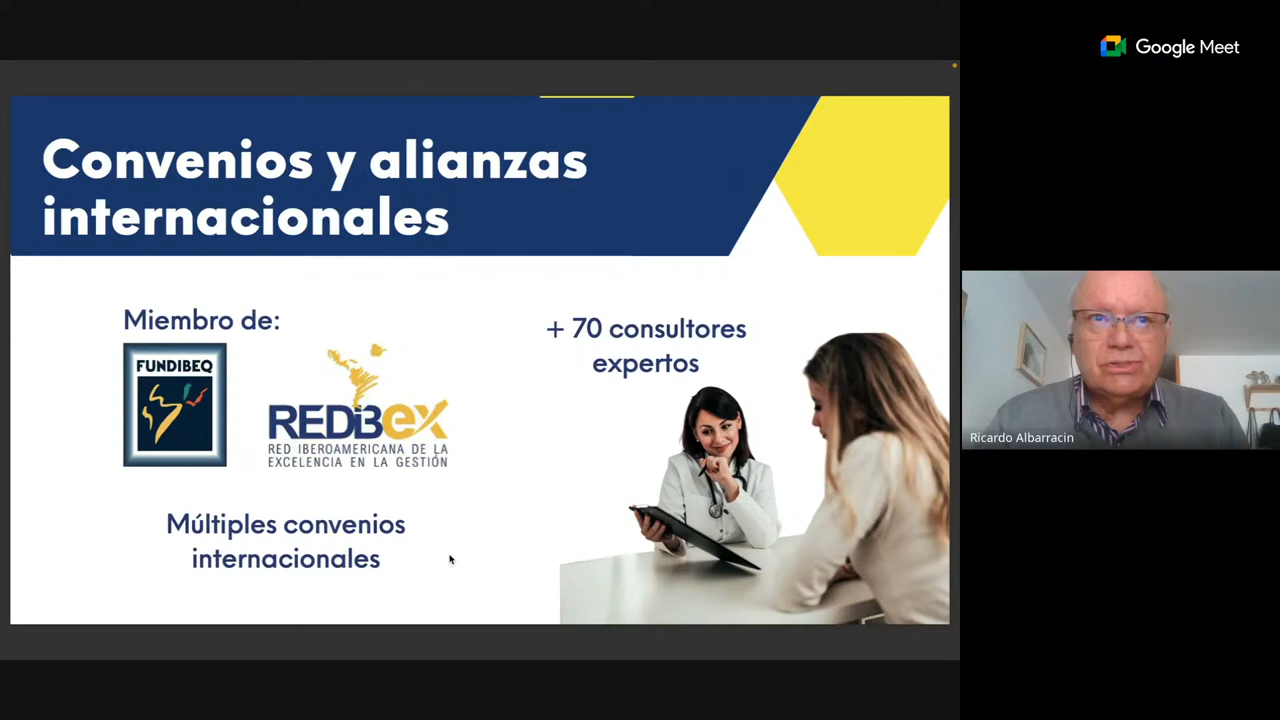 Google Meet
Convenios y alianzas
internacionales
Miembro de:
FUNDIBEQ
REDIBEX
RED IBEROAMERICANA DE LA
EXCELENCIA EN LA GESTIÓN
Múltiples convenios
internacionales
+ 70 consultores
expertos
Ricardo Albarracin